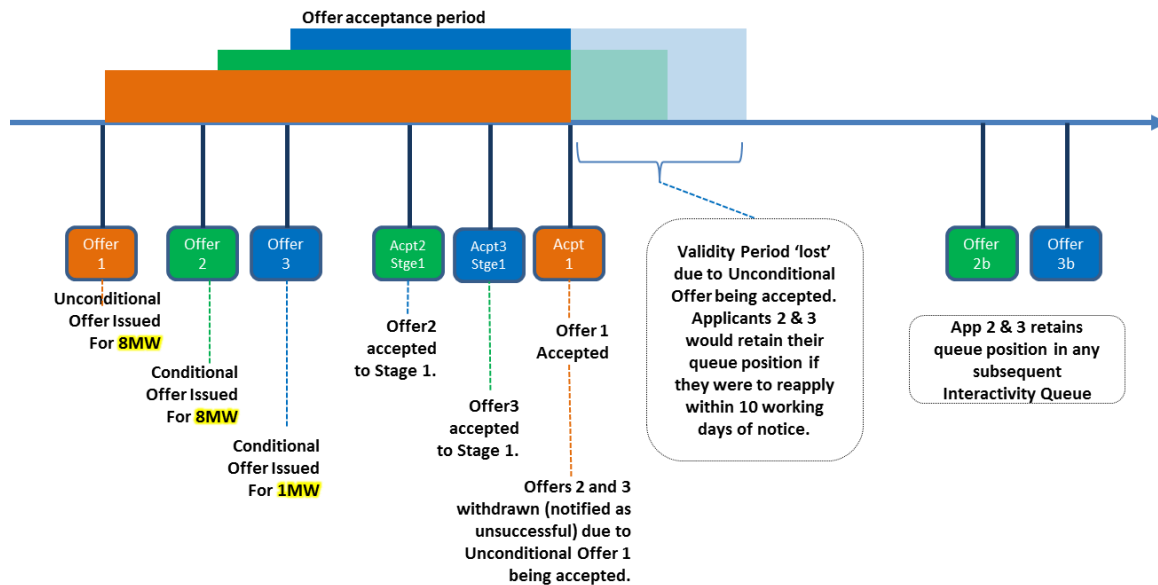 Offer acceptance period
Offer
1
Offer
2
Offer
3
Acpt2
Stge1
Acpt3
Stge1
Acpt
1
Offer
2b
Offer
3b
Unconditional
Offer Issued
For 8MW
Conditional
Offer Issued
For 8MW
Conditional
Offer Issued
For 1MW
Offer2
accepted
to Stage 1.
Offer3
accepted
to Stage 1.
Offer 1
Accepted
Offers 2 and 3
withdrawn (notified as
unsuccessful) due to
Unconditional Offer 1
being accepted.
Validity Period ‘lost’
due to Unconditional
Offer being accepted.
Applicants 2 & 3
would retain their
queue position if
they were to reapply
within 10 working
days of notice.
App 2 & 3 retains
queue position in any
subsequent
Interactivity Queue